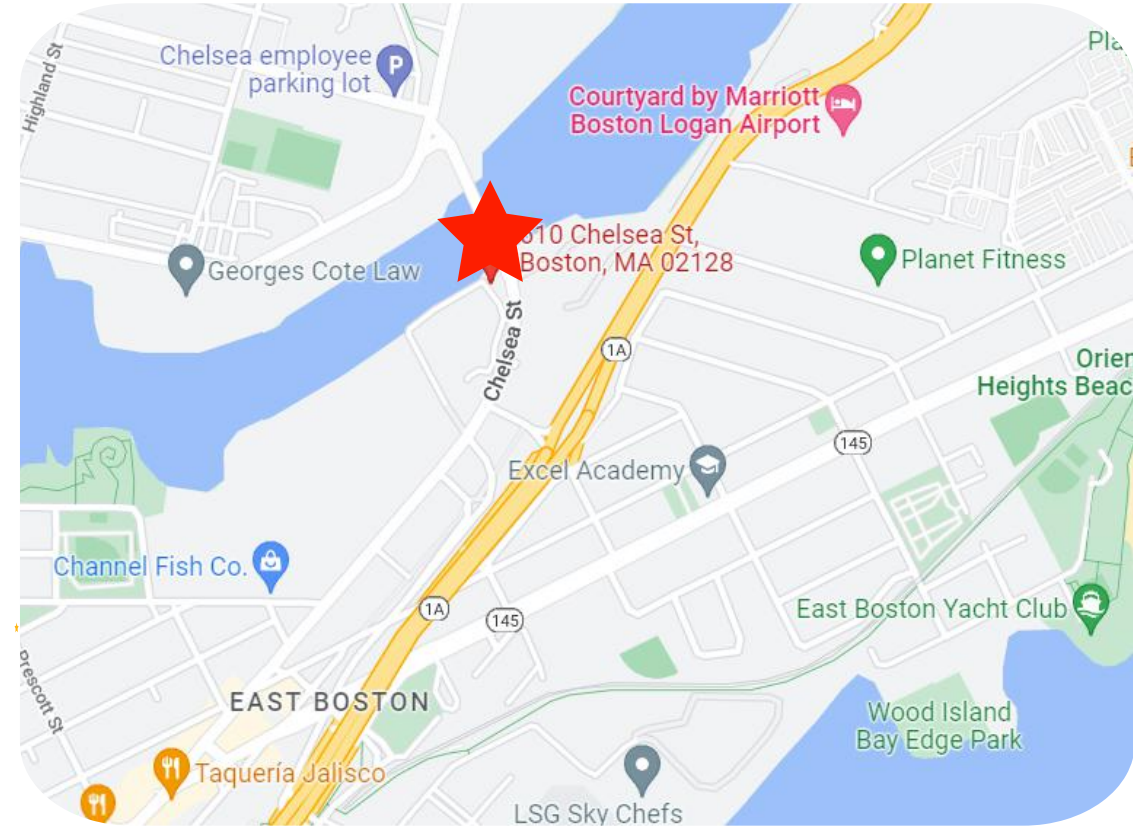 Highland St
Chelsea employee
parking lot
P
Courtyard by Marriott
Boston Logan Airport
Georges Cote Law
610 Chelsea St,
Boston, MA 02128
Planet Fitness
Chelsea St
1A
Heights
145
Excel Academy
Channel Fish Co.
1A
145
East Boston Yacht Club
Prescott St
EAST BOSTON
Wood Island
Bay Edge Park
Taquería Jalisco
LSG Sky Chefs